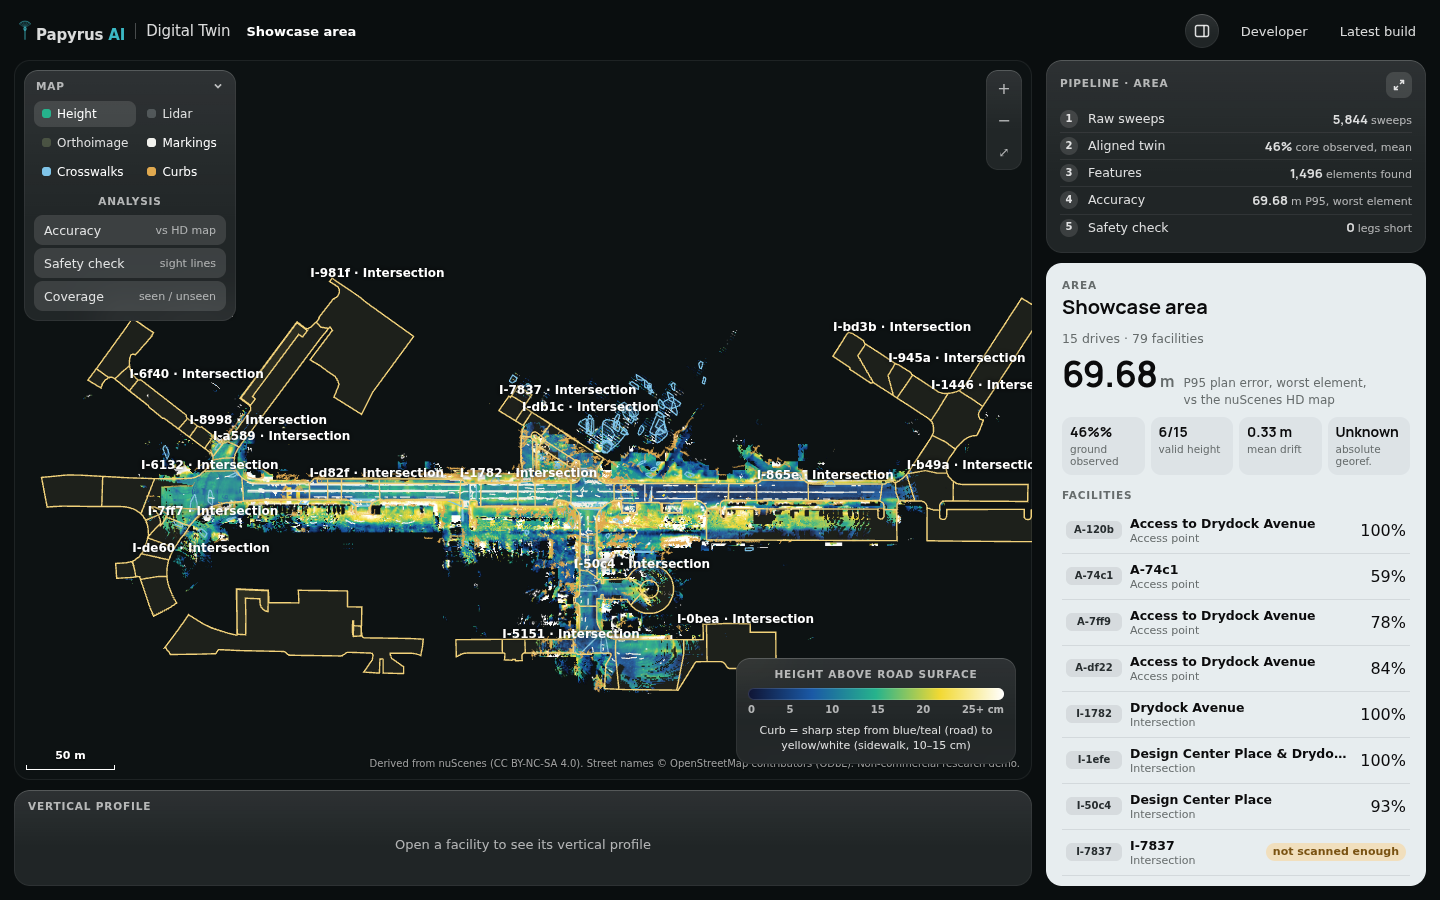 Papyrus AI
Digital Twin
Showcase area
Developer
Latest build
MAP
Height
Lidar
Orthoimage
Markings
Crosswalks
Curbs
ANALYSIS
Accuracy
vs HD map
Safety check
sight lines
Coverage
seen / unseen
+
−
I-981f · Intersection
I-bd3b · Intersection
I-945a · Intersection
I-1446 · Interse
I-6f40 · Intersection
I-7837 · Intersection
I-db1c · Intersection
I-8998 · Intersection
I-a589 · Intersection
I-6132 · Intersection
I-d82f · Intersection
I-1782 · Intersection
I-865e · Intersection
I-b49a · Intersectio
I-7ff7 · Intersection
I-de60 · Intersection
I-50c4 · Intersection
I-0bea · Intersection
I-5151 · Intersection
HEIGHT ABOVE ROAD SURFACE
0 5 10 15 20 25+ cm
Curb = sharp step from blue/teal (road) to
yellow/white (sidewalk, 10–15 cm)
50 m
Derived from nuScenes (CC BY-NC-SA 4.0). Street names © OpenStreetMap contributors (ODbL). Non-commercial research demo.
VERTICAL PROFILE
Open a facility to see its vertical profile
PIPELINE · AREA
1 Raw sweeps 5,844 sweeps
2 Aligned twin 46% core observed, mean
3 Features 1,496 elements found
4 Accuracy 69.68 m P95, worst element
5 Safety check 0 legs short
AREA
Showcase area
15 drives · 79 facilities
69.68 m P95 plan error, worst element,
vs the nuScenes HD map
46%%
ground
observed
6/15
valid height
0.33 m
mean drift
Unknown
absolute
georef.
FACILITIES
A-120b Access to Drydock Avenue 100%
Access point
A-74c1 A-74c1 59%
Access point
A-7ff9 Access to Drydock Avenue 78%
Access point
A-df22 Access to Drydock Avenue 84%
Access point
I-1782 Drydock Avenue 100%
Intersection
I-1efe Design Center Place & Drydo… 100%
Intersection
I-50c4 Design Center Place 93%
Intersection
I-7837 I-7837 not scanned enough
Intersection